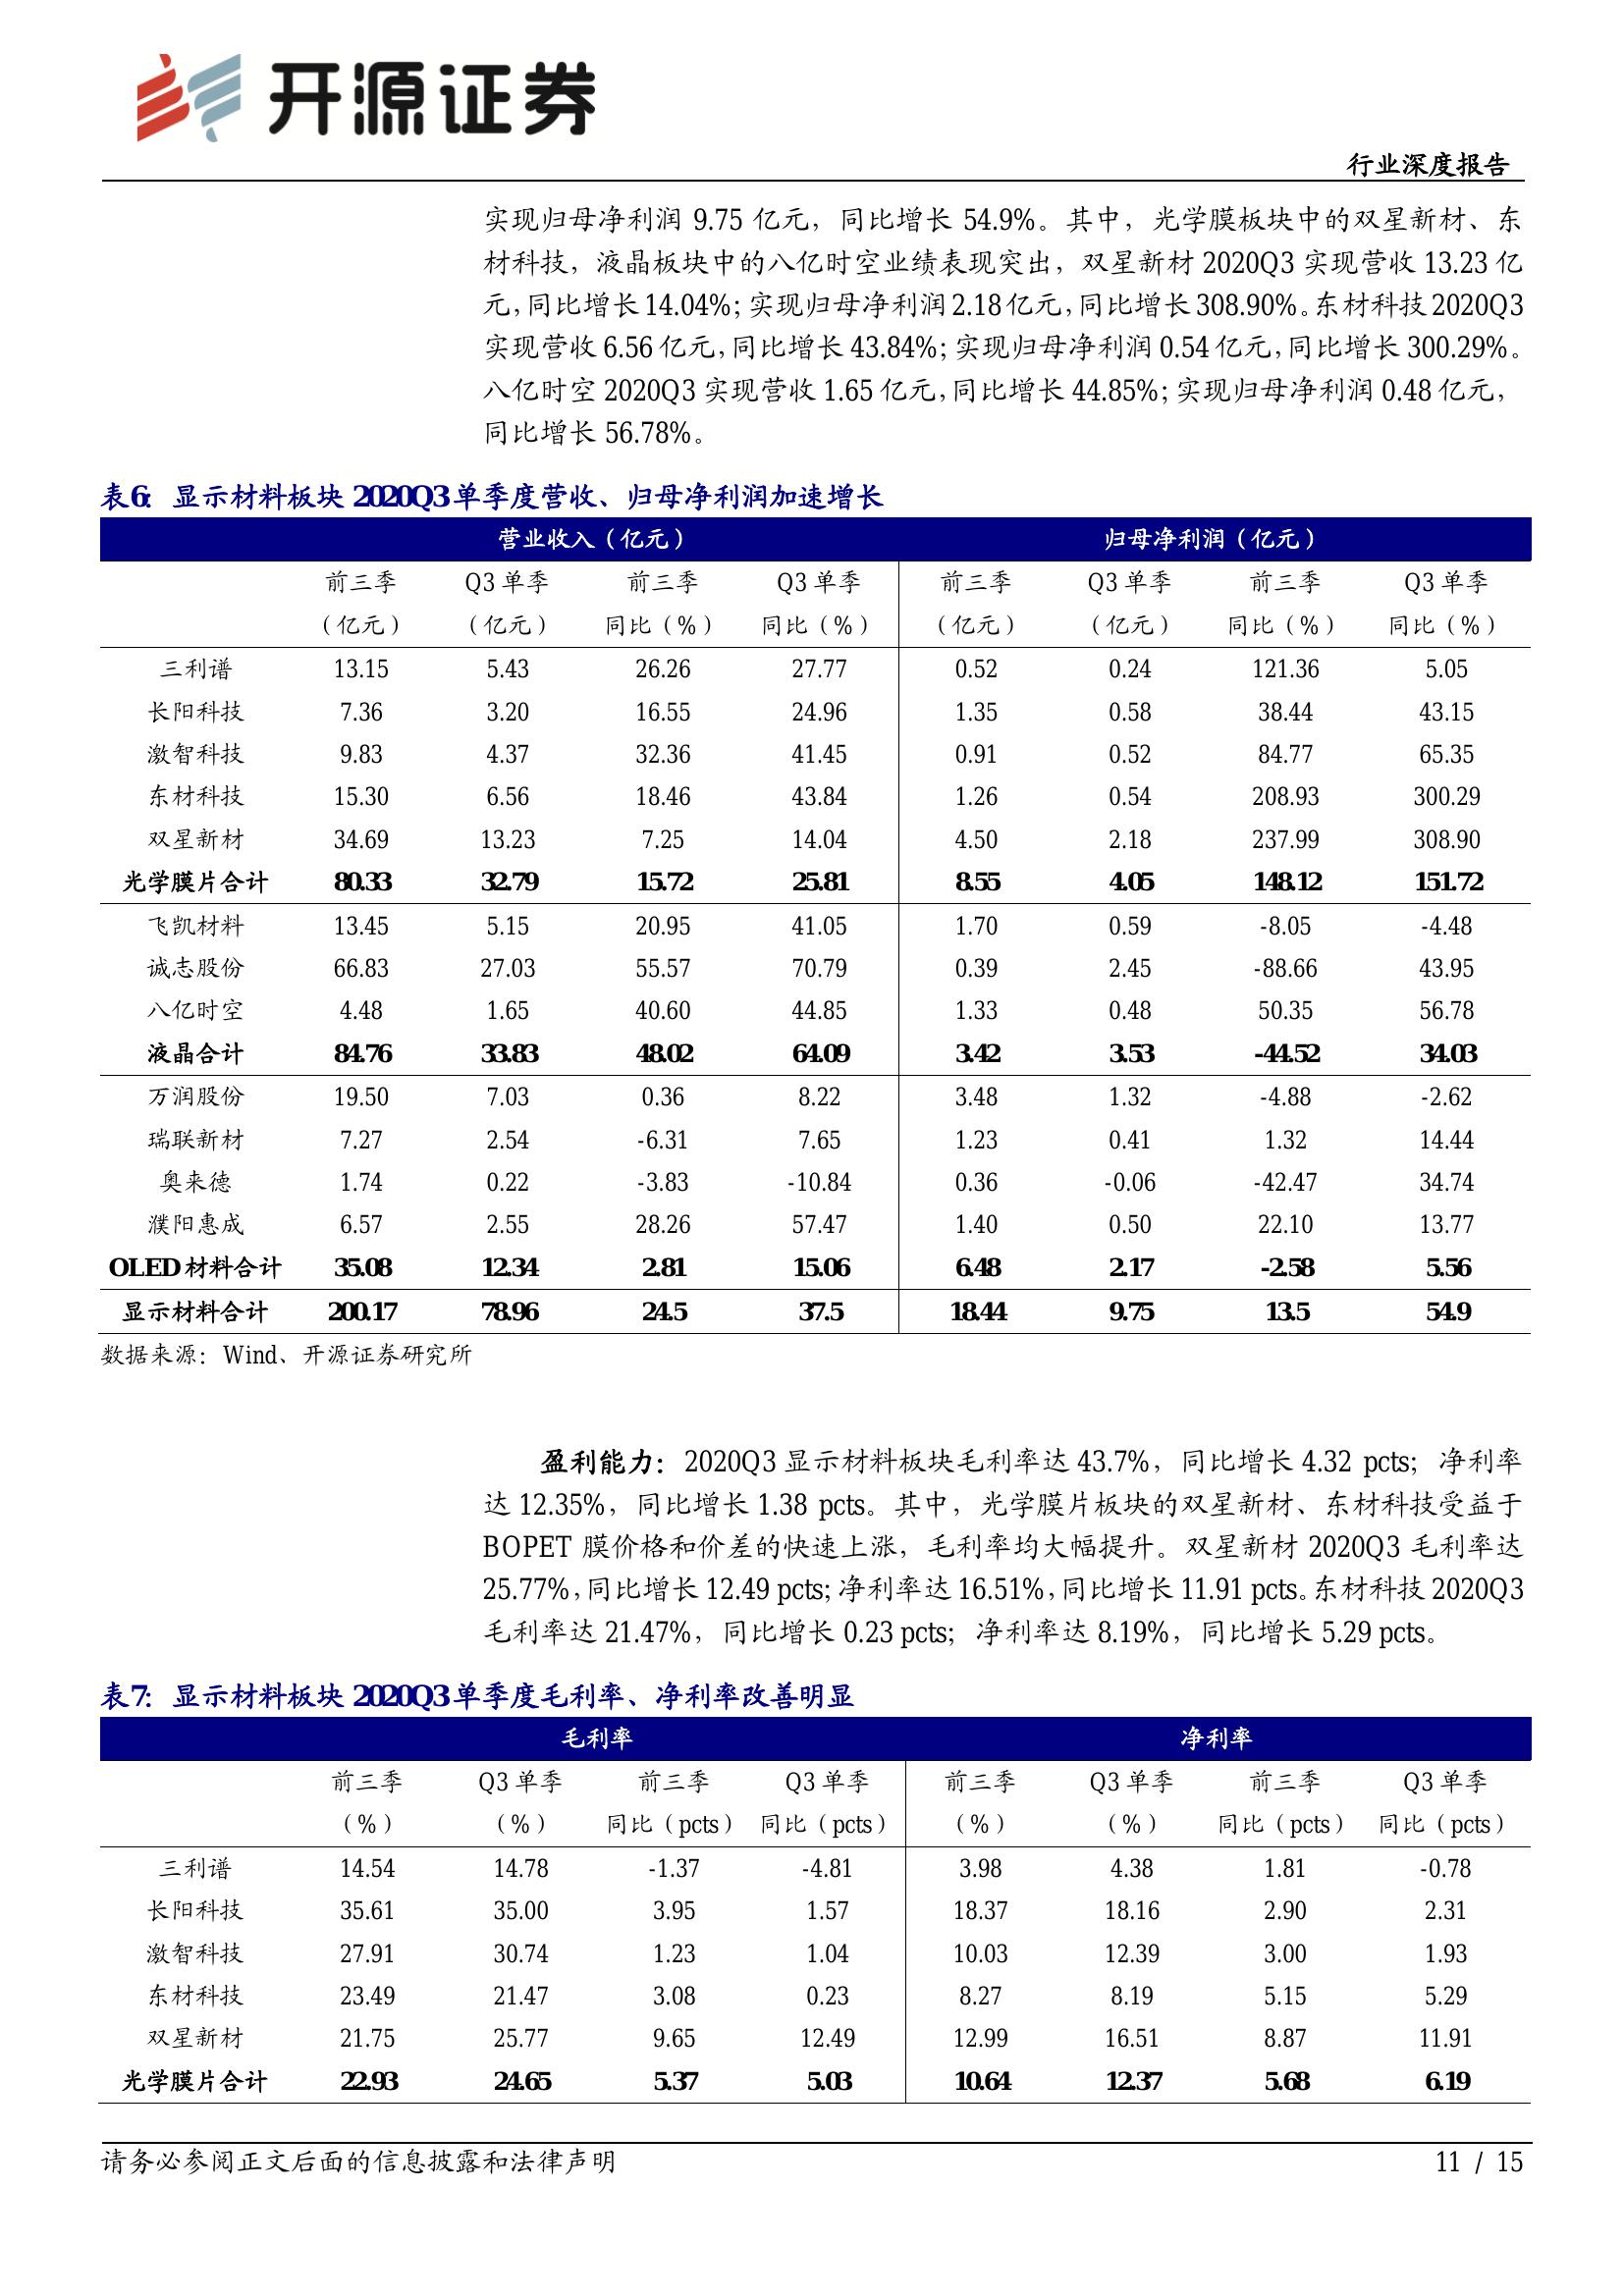 开源证券
行业深度报告
实现归母净利润 9.75 亿元，同比增长 54.9%。其中，光学膜板块中的双星新材、东
材科技，液晶板块中的八亿时空业绩表现突出，双星新材 2020Q3 实现营收 13.23 亿
元，同比增长 14.04%；实现归母净利润 2.18 亿元，同比增长 308.90%。东材科技 2020Q3
实现营收 6.56 亿元，同比增长 43.84%；实现归母净利润 0.54 亿元，同比增长 300.29%。
八亿时空 2020Q3 实现营收 1.65 亿元，同比增长 44.85%；实现归母净利润 0.48 亿元，
同比增长 56.78%。
表6：显示材料板块 2020Q3 单季度营收、归母净利润加速增长
营业收入（亿元） 归母净利润（亿元）
前三季 Q3 单季 前三季 Q3 单季 前三季 Q3 单季 前三季 Q3 单季
（亿元） （亿元） 同比（%） 同比（%） （亿元） （亿元） 同比（%） 同比（%）
三利谱 13.15 5.43 26.26 27.77 0.52 0.24 121.36 5.05
长阳科技 7.36 3.20 16.55 24.96 1.35 0.58 38.44 43.15
激智科技 9.83 4.37 32.36 41.45 0.91 0.52 84.77 65.35
东材科技 15.30 6.56 18.46 43.84 1.26 0.54 208.93 300.29
双星新材 34.69 13.23 7.25 14.04 4.50 2.18 237.99 308.90
光学膜片合计 80.33 32.79 15.72 25.81 8.55 4.05 148.12 151.72
飞凯材料 13.45 5.15 20.95 41.05 1.70 0.59 -8.05 -4.48
诚志股份 66.83 27.03 55.57 70.79 0.39 2.45 -88.66 43.95
八亿时空 4.48 1.65 40.60 44.85 1.33 0.48 50.35 56.78
液晶合计 84.76 33.83 48.02 64.09 3.42 3.53 -44.52 34.03
万润股份 19.50 7.03 0.36 8.22 3.48 1.32 -4.88 -2.62
瑞联新材 7.27 2.54 -6.31 7.65 1.23 0.41 1.32 14.44
奥来德 1.74 0.22 -3.83 -10.84 0.36 -0.06 -42.47 34.74
濮阳惠成 6.57 2.55 28.26 57.47 1.40 0.50 22.10 13.77
OLED 材料合计 35.08 12.34 2.81 15.06 6.48 2.17 -2.58 5.56
显示材料合计 200.17 78.96 24.5 37.5 18.44 9.75 13.5 54.9
数据来源：Wind、开源证券研究所
盈利能力：2020Q3 显示材料板块毛利率达 43.7%，同比增长 4.32 pcts；净利率
达 12.35%，同比增长 1.38 pcts。其中，光学膜片板块的双星新材、东材科技受益于
BOPET 膜价格和价差的快速上涨，毛利率均大幅提升。双星新材 2020Q3 毛利率达
25.77%，同比增长 12.49 pcts；净利率达 16.51%，同比增长 11.91 pcts。东材科技 2020Q3
毛利率达 21.47%，同比增长 0.23 pcts；净利率达 8.19%，同比增长 5.29 pcts。
表7：显示材料板块 2020Q3 单季度毛利率、净利率改善明显
毛利率 净利率
前三季 Q3 单季 前三季 Q3 单季 前三季 Q3 单季 前三季 Q3 单季
（%） （%） 同比（pcts） 同比（pcts） （%） （%） 同比（pcts） 同比（pcts）
三利谱 14.54 14.78 -1.37 -4.81 3.98 4.38 1.81 -0.78
长阳科技 35.61 35.00 3.95 1.57 18.37 18.16 2.90 2.31
激智科技 27.91 30.74 1.23 1.04 10.03 12.39 3.00 1.93
东材科技 23.49 21.47 3.08 0.23 8.27 8.19 5.15 5.29
双星新材 21.75 25.77 9.65 12.49 12.99 16.51 8.87 11.91
光学膜片合计 22.93 24.65 5.37 5.03 10.64 12.37 5.68 6.19
请务必参阅正文后面的信息披露和法律声明 11 / 15